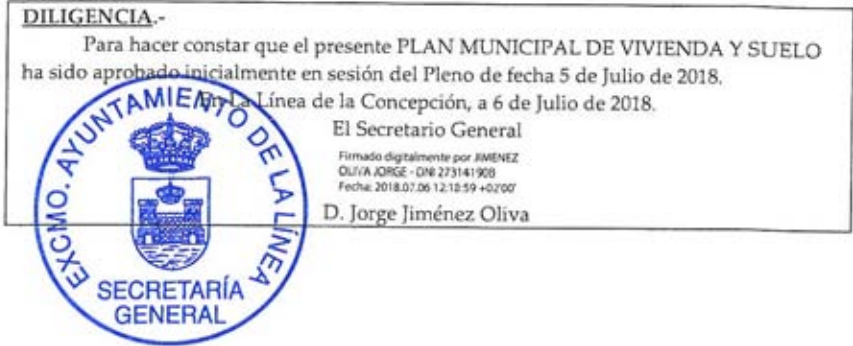 DILIGENCIA.-
Para hacer constar que el presente PLAN MUNICIPAL DE VIVIENDA Y SUELO
ha sido aprobado inicialmente en sesión del Pleno de fecha 5 de Julio de 2018.
En La Línea de la Concepción, a 6 de Julio de 2018.
El Secretario General
Firmado digitalmente por JIMENEZ
OLIVA JORGE - DNI 27314190B
Fecha: 2018.07.06 12:10:59 +02'00'
D. Jorge Jiménez Oliva
EXCMO. AYUNTAMIENTO DE LA LÍNEA
SECRETARÍA
GENERAL